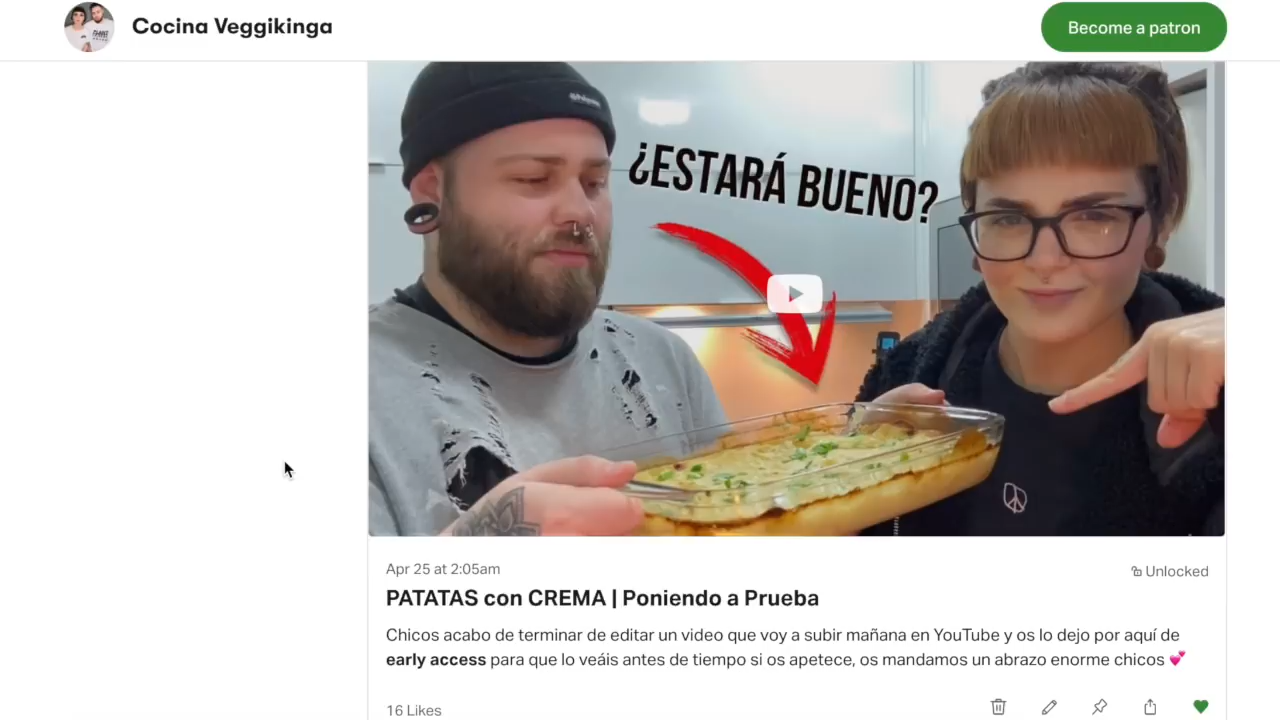 Cocina Veggikinga
Become a patron
¿ESTARÁ BUENO?
Apr 25 at 2:05am
Unlocked
PATATAS con CREMA | Poniendo a Prueba
Chicos acabo de terminar de editar un video que voy a subir mañana en YouTube y os lo dejo por aquí de
early access para que lo veáis antes de tiempo si os apetece, os mandamos un abrazo enorme chicos 💕
16 Likes